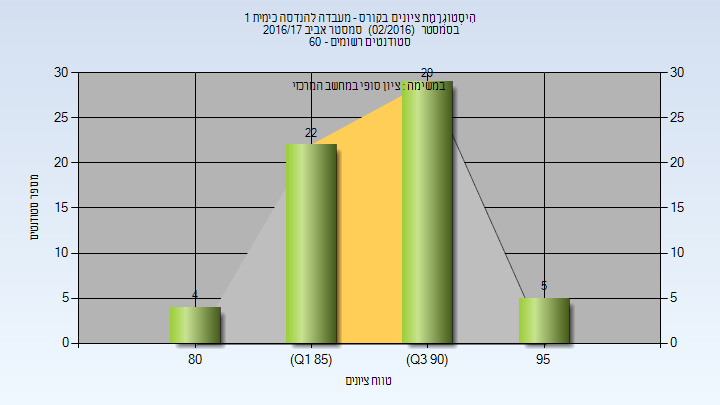 היסטוגרמת ציונים בקורס - מעבדה להנדסה כימית 1
בסמסטר (02/2016) סמסטר אביב 2016/17
סטודנטים רשומים - 60
במשימה : ציון סופי במחשב המרכזי
30
25
20
15
10
5
0
30
25
20
15
10
5
0
מספר סטודנטים
4
22
29
5
80
(Q1 85)
(Q3 90)
95
טווח ציונים